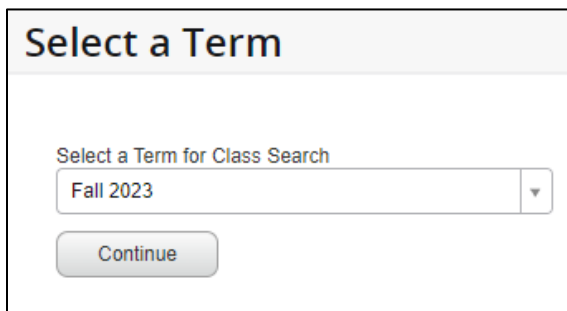 Select a Term
Select a Term for Class Search
Fall 2023
Continue